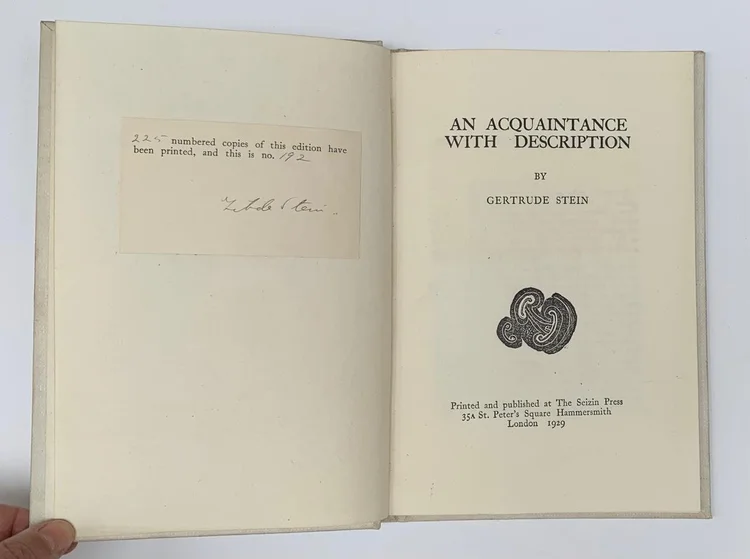 225 numbered copies of this edition have
been printed, and this is no. 192
Stein
AN ACQUAINTANCE
WITH DESCRIPTION
BY
GERTRUDE STEIN
Printed and published at The Seizin Press
35A St. Peter's Square Hammersmith
London 1929